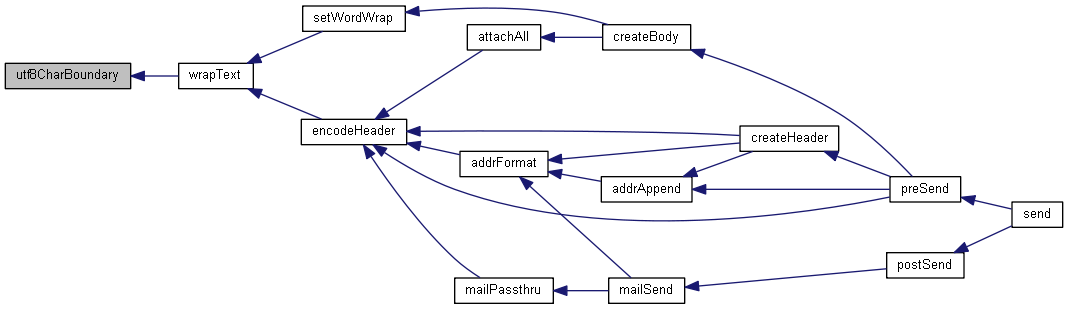 setWordWrap
attachAll
createBody
utf8CharBoundary
wrapText
encodeHeader
createHeader
addrFormat
addrAppend
preSend
send
postSend
mailPassthru
mailSend